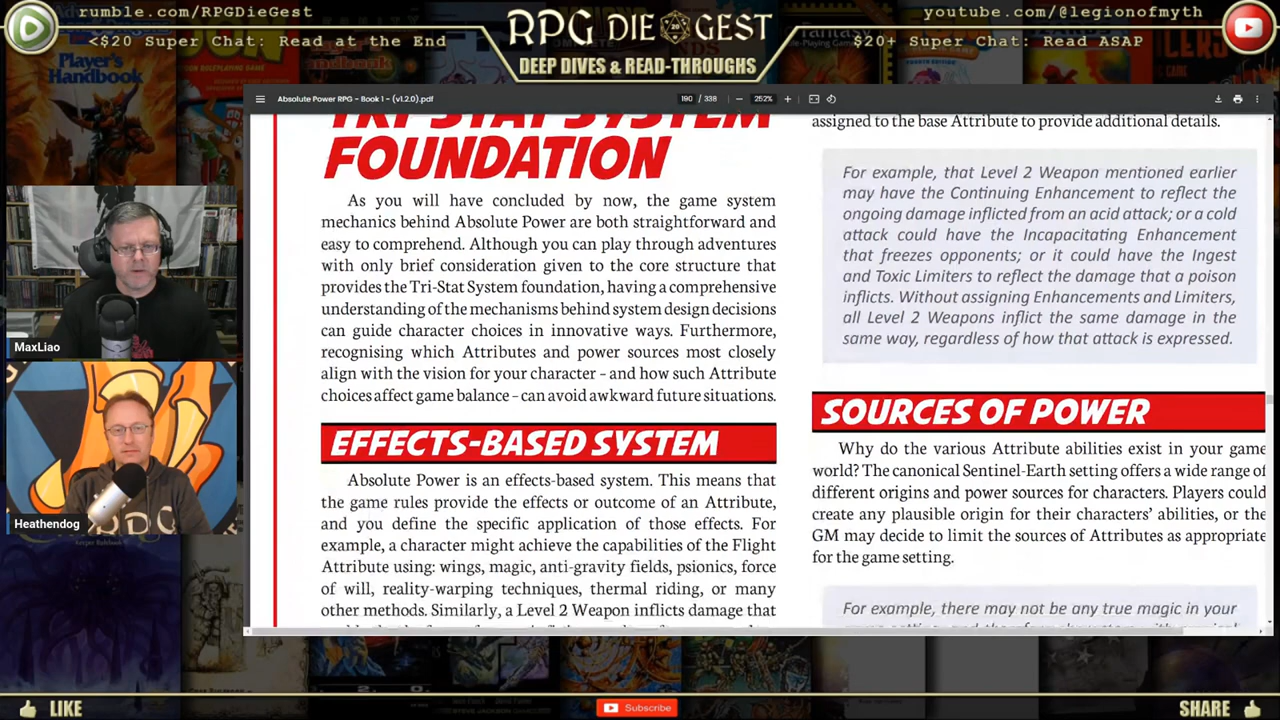 rumble.com/RPGDieGest
<$20 Super Chat: Read at the End
RPG DIE GEST
DEEP DIVES & READ-THROUGHS
youtube.com/@legionofmyth
$20+ Super Chat: Read ASAP
Player's
Handbook
Absolute Power RPG - Book 1 - (v1.2.0).pdf
190 / 338
252%
TRI-STAT SYSTEM
FOUNDATION
As you will have concluded by now, the game system
mechanics behind Absolute Power are both straightforward and
easy to comprehend. Although you can play through adventures
with only brief consideration given to the core structure that
provides the Tri-Stat System foundation, having a comprehensive
understanding of the mechanisms behind system design decisions
can guide character choices in innovative ways. Furthermore,
recognising which Attributes and power sources most closely
align with the vision for your character – and how such Attribute
choices affect game balance – can avoid awkward future situations.
EFFECTS-BASED SYSTEM
Absolute Power is an effects-based system. This means that
the game rules provide the effects or outcome of an Attribute,
and you define the specific application of those effects. For
example, a character might achieve the capabilities of the Flight
Attribute using: wings, magic, anti-gravity fields, psionics, force
of will, reality-warping techniques, thermal riding, or many
other methods. Similarly, a Level 2 Weapon inflicts damage that
assigned to the base Attribute to provide additional details.
For example, that Level 2 Weapon mentioned earlier
may have the Continuing Enhancement to reflect the
ongoing damage inflicted from an acid attack; or a cold
attack could have the Incapacitating Enhancement
that freezes opponents; or it could have the Ingest
and Toxic Limiters to reflect the damage that a poison
inflicts. Without assigning Enhancements and Limiters,
all Level 2 Weapons inflict the same damage in the
same way, regardless of how that attack is expressed.
SOURCES OF POWER
Why do the various Attribute abilities exist in your game
world? The canonical Sentinel-Earth setting offers a wide range of
different origins and power sources for characters. Players could
create any plausible origin for their characters' abilities, or the
GM may decide to limit the sources of Attributes as appropriate
for the game setting.
For example, there may not be any true magic in your
MaxLiao
Heathendog
LIKE
Subscribe
SHARE